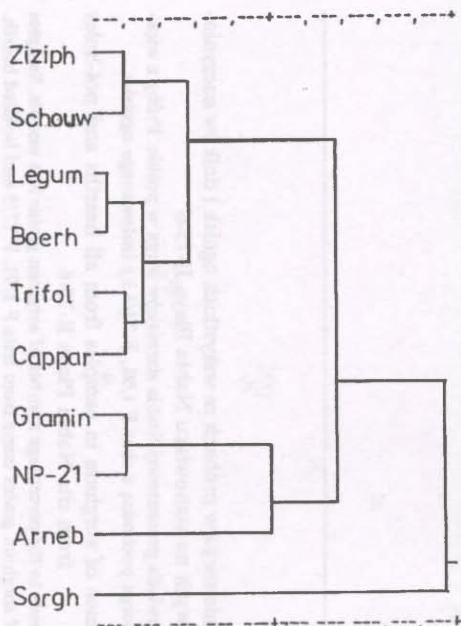 Ziziph
Schouw
Legum
Boerh
Trifol
Cappar
Gramin
NP-21
Arneb
Sorgh